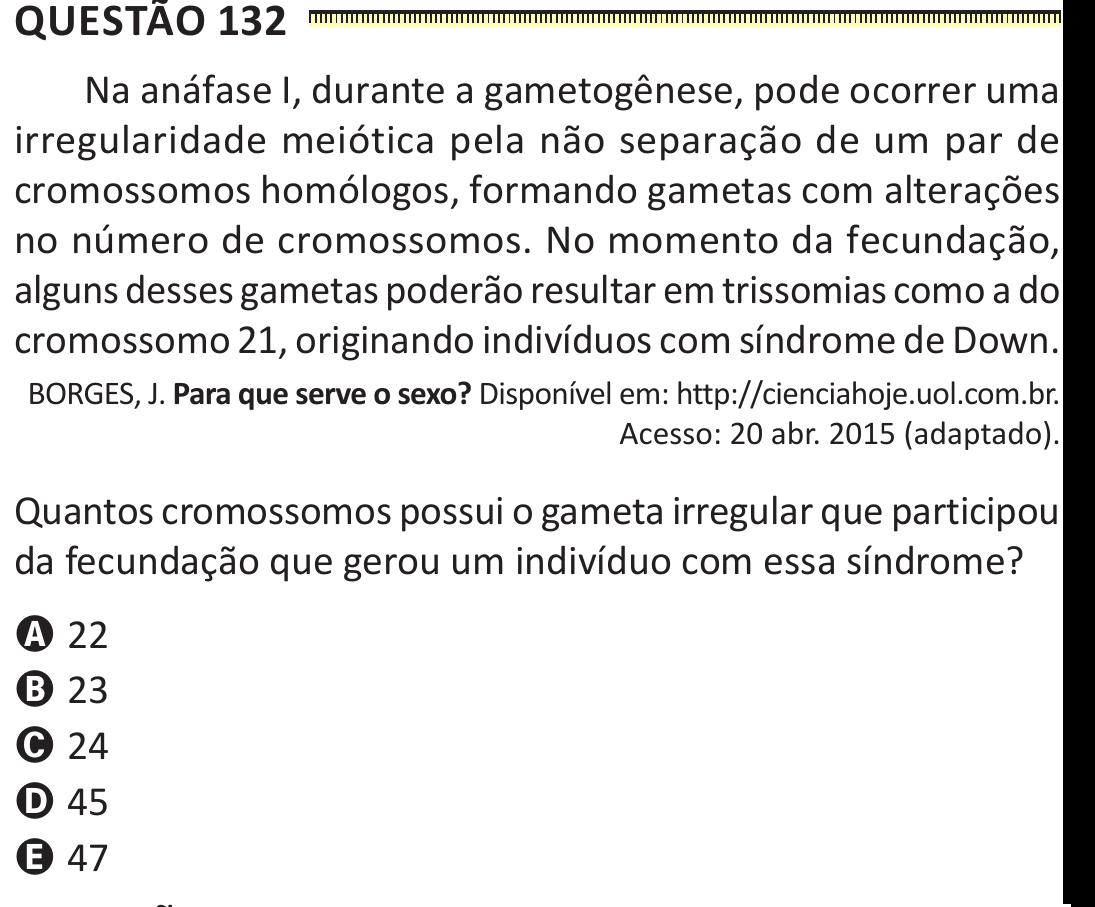 QUESTÃO 132
Na anáfase I, durante a gametogênese, pode ocorrer uma
irregularidade meiótica pela não separação de um par de
cromossomos homólogos, formando gametas com alterações
no número de cromossomos. No momento da fecundação,
alguns desses gametas poderão resultar em trissomias como a do
cromossomo 21, originando indivíduos com síndrome de Down.
BORGES, J. Para que serve o sexo? Disponível em: http://cienciahoje.uol.com.br.
Acesso: 20 abr. 2015 (adaptado).
Quantos cromossomos possui o gameta irregular que participou
da fecundação que gerou um indivíduo com essa síndrome?
A 22
B 23
C 24
D 45
E 47